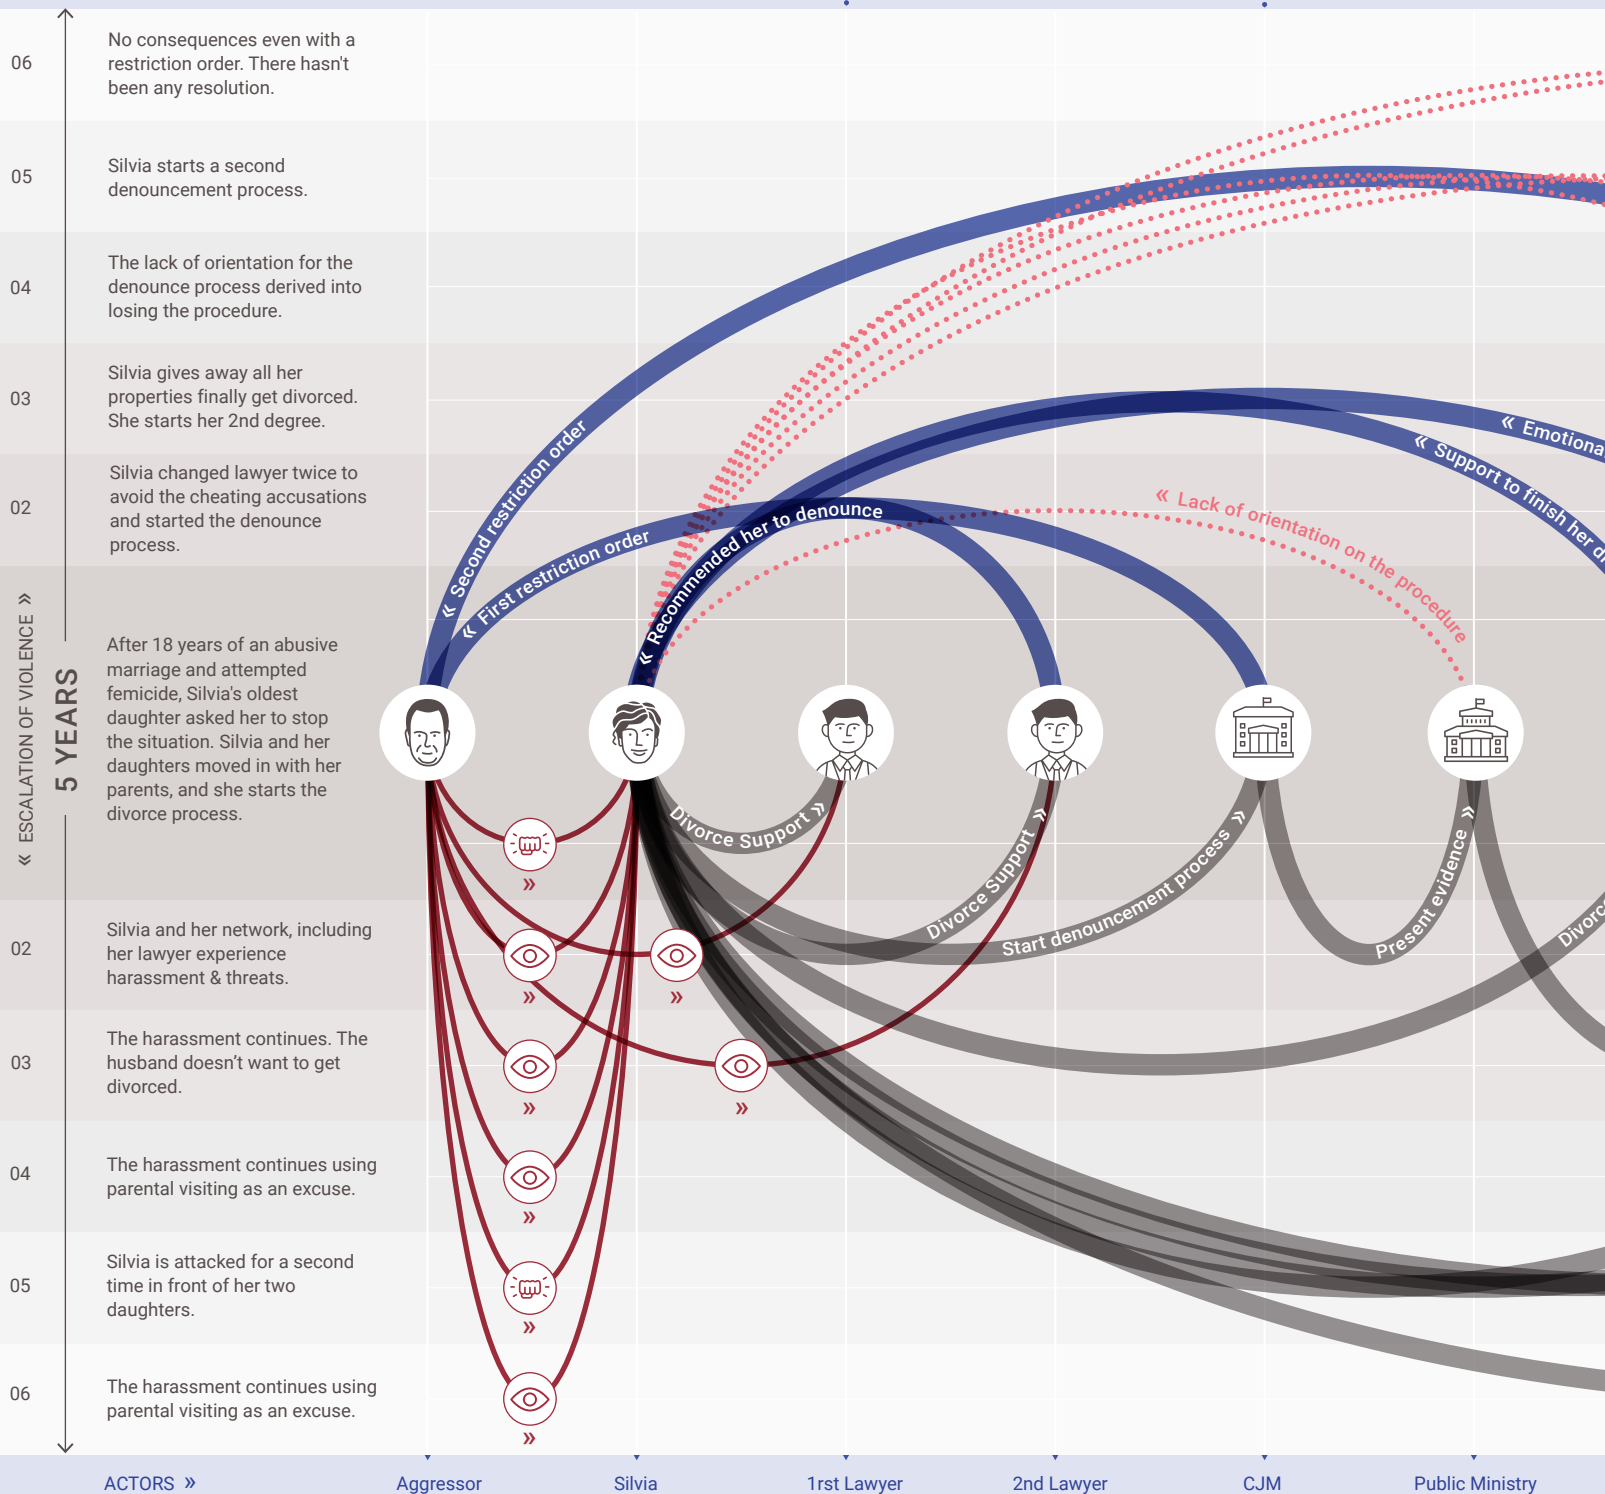 06
No consequences even with a
restriction order. There hasn't
been any resolution.
05
Silvia starts a second
denouncement process.
04
The lack of orientation for the
denounce process derived into
losing the procedure.
03
Silvia gives away all her
properties finally get divorced.
She starts her 2nd degree.
02
Silvia changed lawyer twice to
avoid the cheating accusations
and started the denounce
process.
« ESCALATION OF VIOLENCE »
5 YEARS
After 18 years of an abusive
marriage and attempted
femicide, Silvia's oldest
daughter asked her to stop
the situation. Silvia and her
daughters moved in with her
parents, and she starts the
divorce process.
02
Silvia and her network, including
her lawyer experience
harassment & threats.
03
The harassment continues. The
husband doesn't want to get
divorced.
04
The harassment continues using
parental visiting as an excuse.
05
Silvia is attacked for a second
time in front of her two
daughters.
06
The harassment continues using
parental visiting as an excuse.
« Second restriction order
« First restriction order
« Recommended her to denounce
« Emotiona
« Support to finish her d
« Lack of orientation on the procedure
Divorce Support »
Divorce Support »
Start denouncement process »
Present evidence »
Divorc
»
»
»
»
»
»
»
»
ACTORS »
Aggressor
Silvia
1rst Lawyer
2nd Lawyer
CJM
Public Ministry